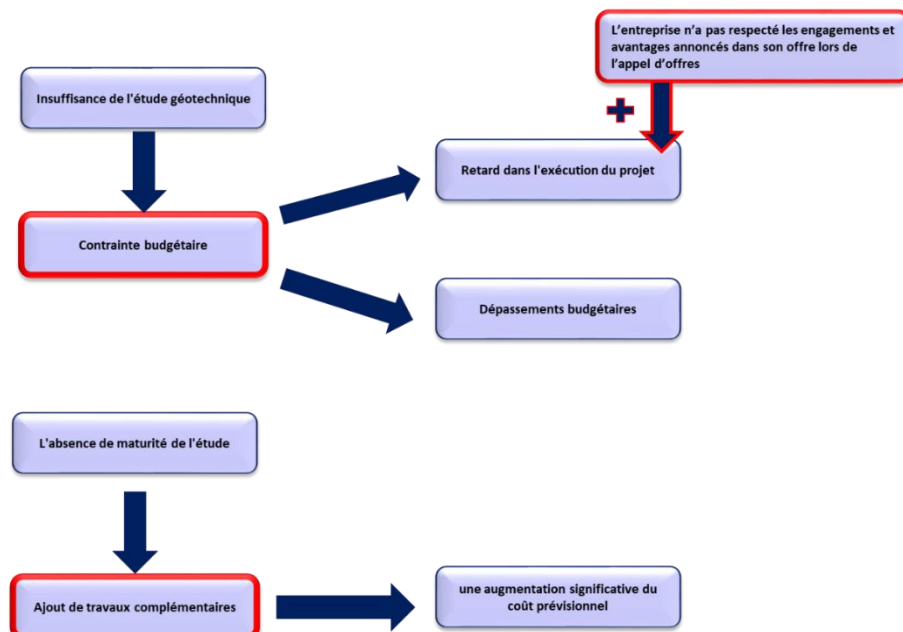 L'entreprise n'a pas respecté les engagements et
avantages annoncés dans son offre lors de
l'appel d'offres
Insuffisance de l'étude géotechnique
Retard dans l'exécution du projet
Contrainte budgétaire
Dépassements budgétaires
L'absence de maturité de l'étude
Ajout de travaux complémentaires
une augmentation significative du
coût prévisionnel